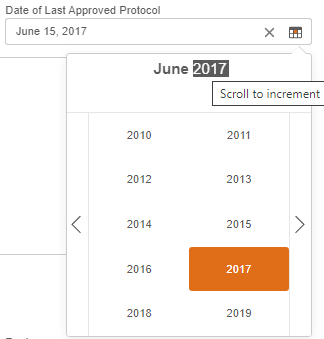 Date of Last Approved Protocol
June 15, 2017
June 2017
Scroll to increment
2010 2011
2012 2013
2014 2015
2016 2017
2018 2019